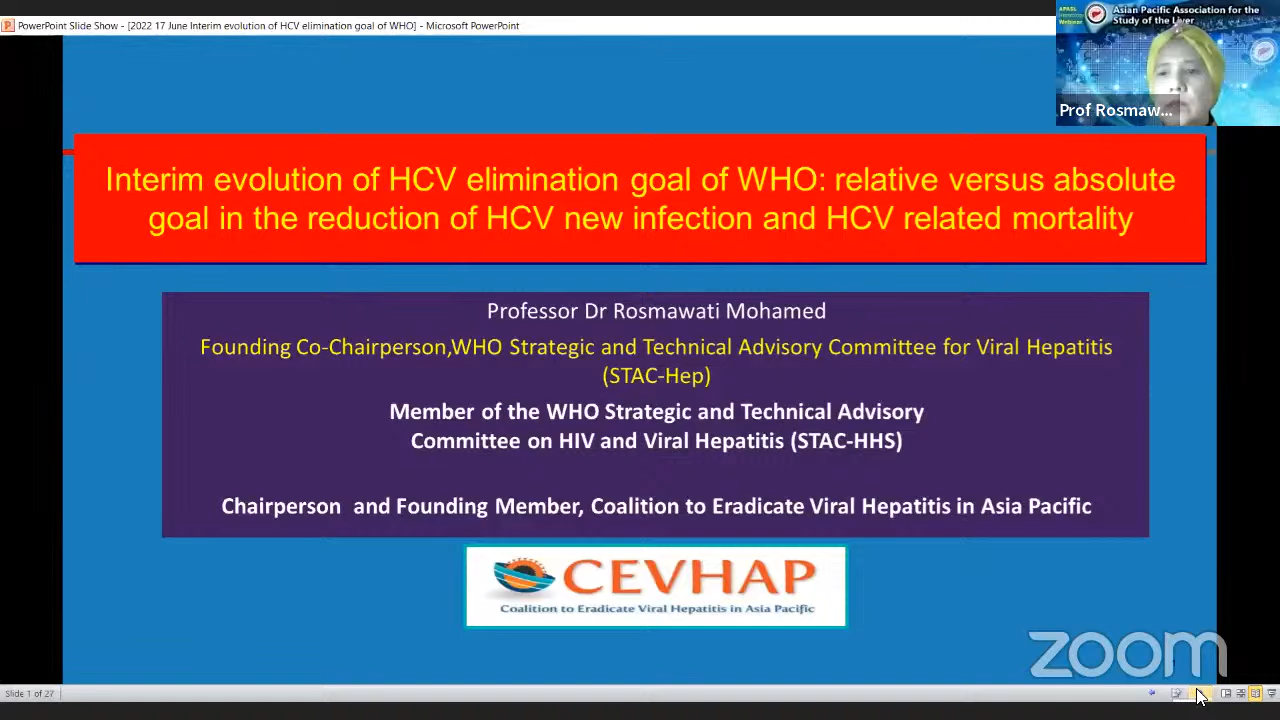 PowerPoint Slide Show - [2022 17 June Interim evolution of HCV elimination goal of WHO] - Microsoft PowerPoint
APASL
Webinar
Asian Pacific Association for the
Study of the Liver
Prof Rosmaw...
Interim evolution of HCV elimination goal of WHO: relative versus absolute
goal in the reduction of HCV new infection and HCV related mortality
Professor Dr Rosmawati Mohamed
Founding Co-Chairperson,WHO Strategic and Technical Advisory Committee for Viral Hepatitis
(STAC-Hep)
Member of the WHO Strategic and Technical Advisory
Committee on HIV and Viral Hepatitis (STAC-HHS)
Chairperson and Founding Member, Coalition to Eradicate Viral Hepatitis in Asia Pacific
CEVHAP
Coalition to Eradicate Viral Hepatitis in Asia Pacific
zoom
Slide 1 of 27